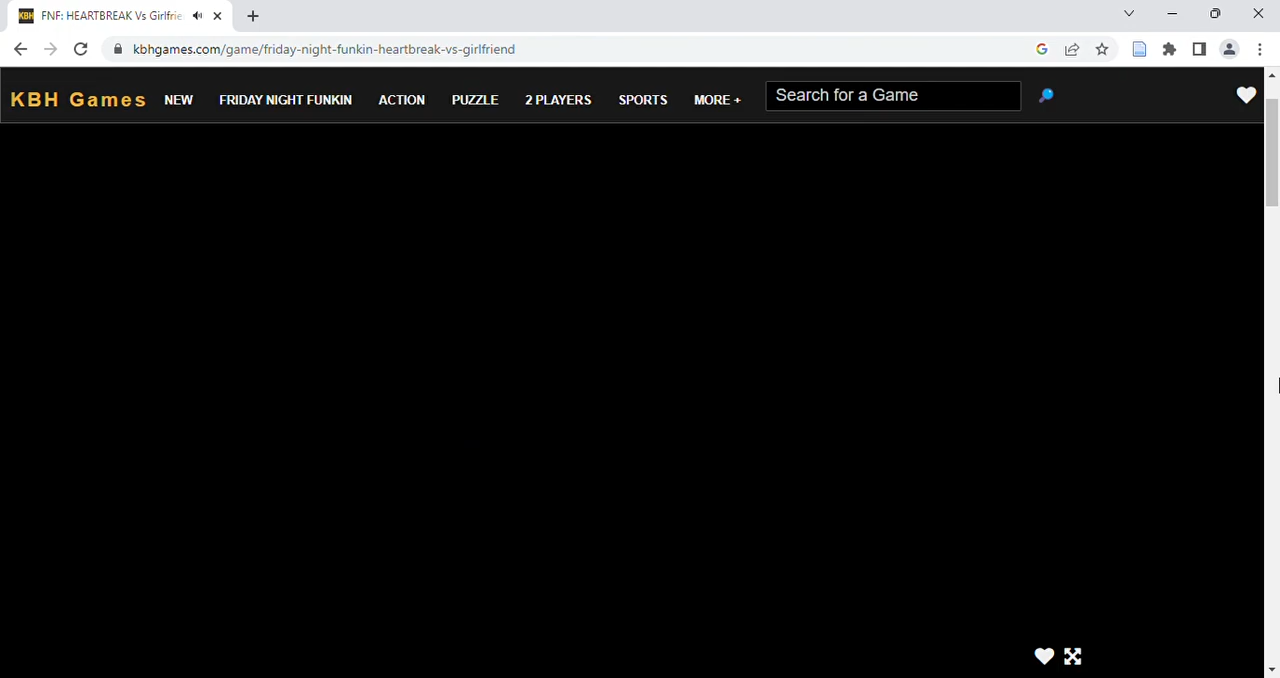 KBH
FNF: HEARTBREAK Vs Girlfrie
kbhgames.com/game/friday-night-funkin-heartbreak-vs-girlfriend
KBH Games
NEW
FRIDAY NIGHT FUNKIN
ACTION
PUZZLE
2 PLAYERS
SPORTS
MORE +
Search for a Game